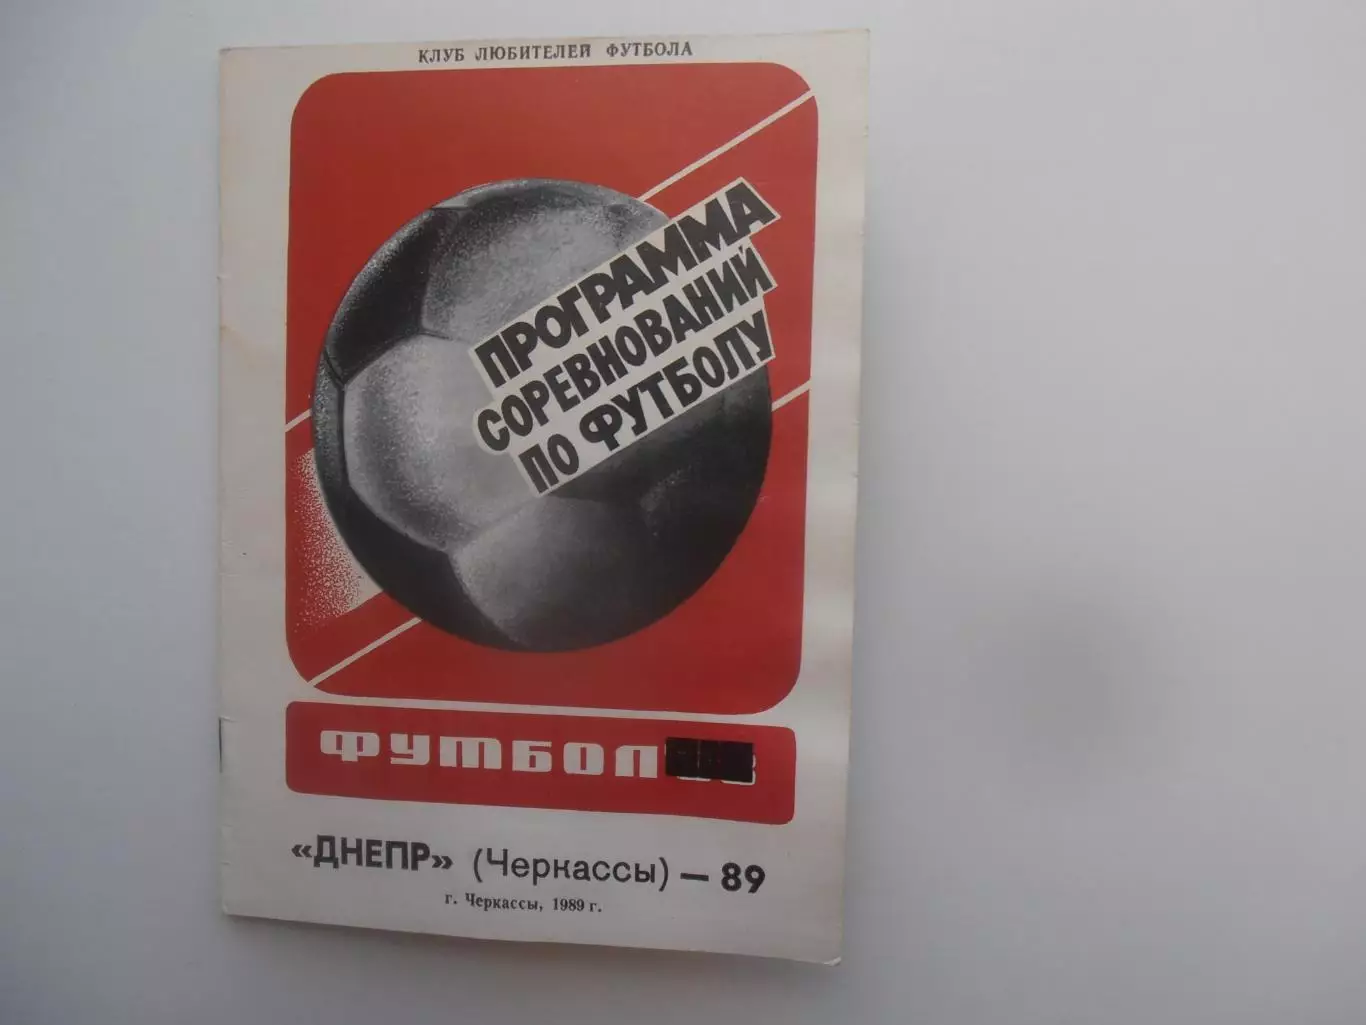 КЛУБ ЛЮБИТЕЛЕЙ ФУТБОЛА
ПРОГРАММА
СОРЕВНОВАНИЙ
ПО ФУТБОЛУ
ФУТБОЛ
«ДНЕПР» (Черкассы) — 89
г. Черкассы, 1989 г.